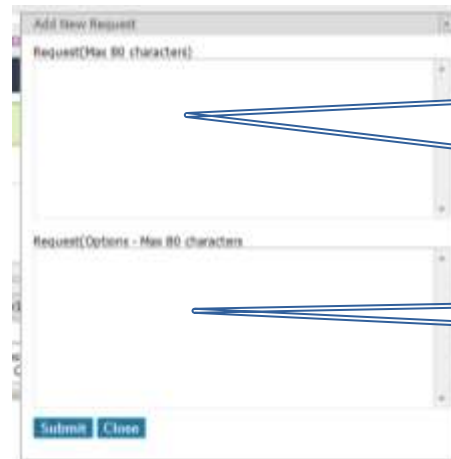 Add New Request
Request(Max 80 characters)
Request(Options - Max 80 characters
Submit Close